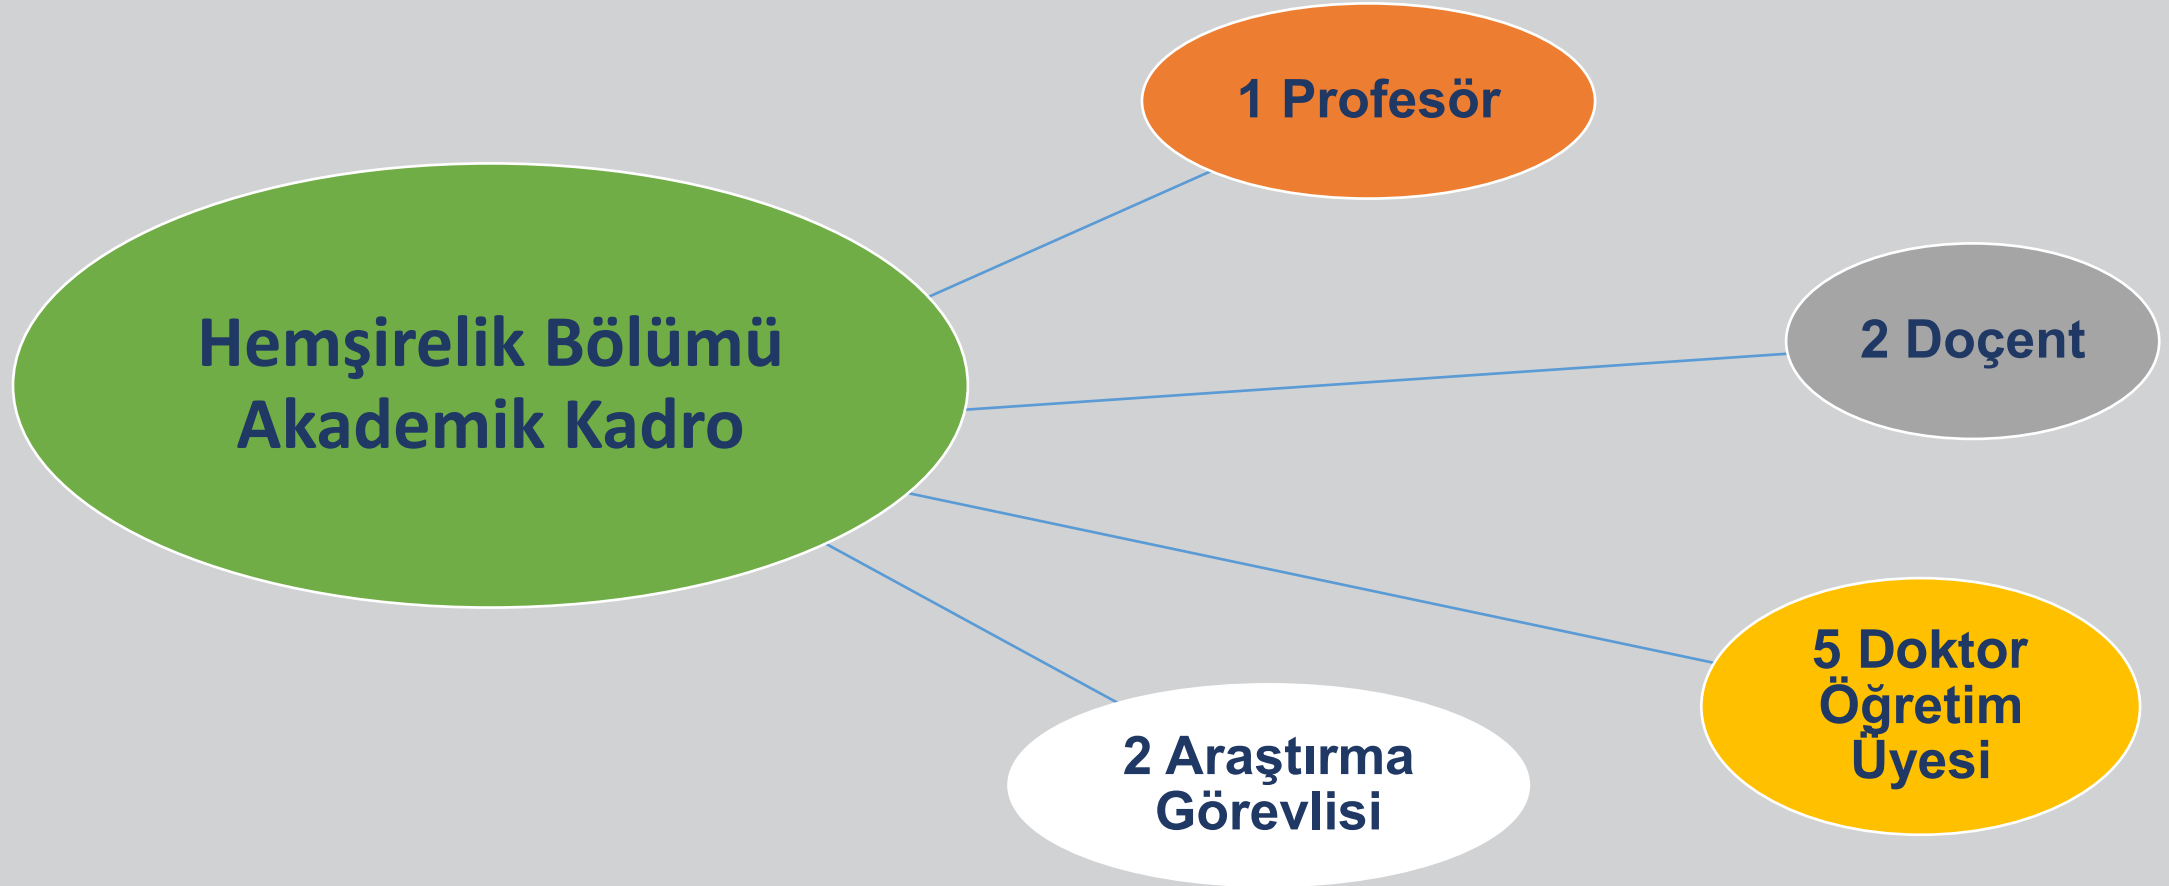 Hemşirelik Bölümü
Akademik Kadro
1 Profesör
2 Doçent
5 Doktor
Öğretim
Üyesi
2 Araştırma
Görevlisi